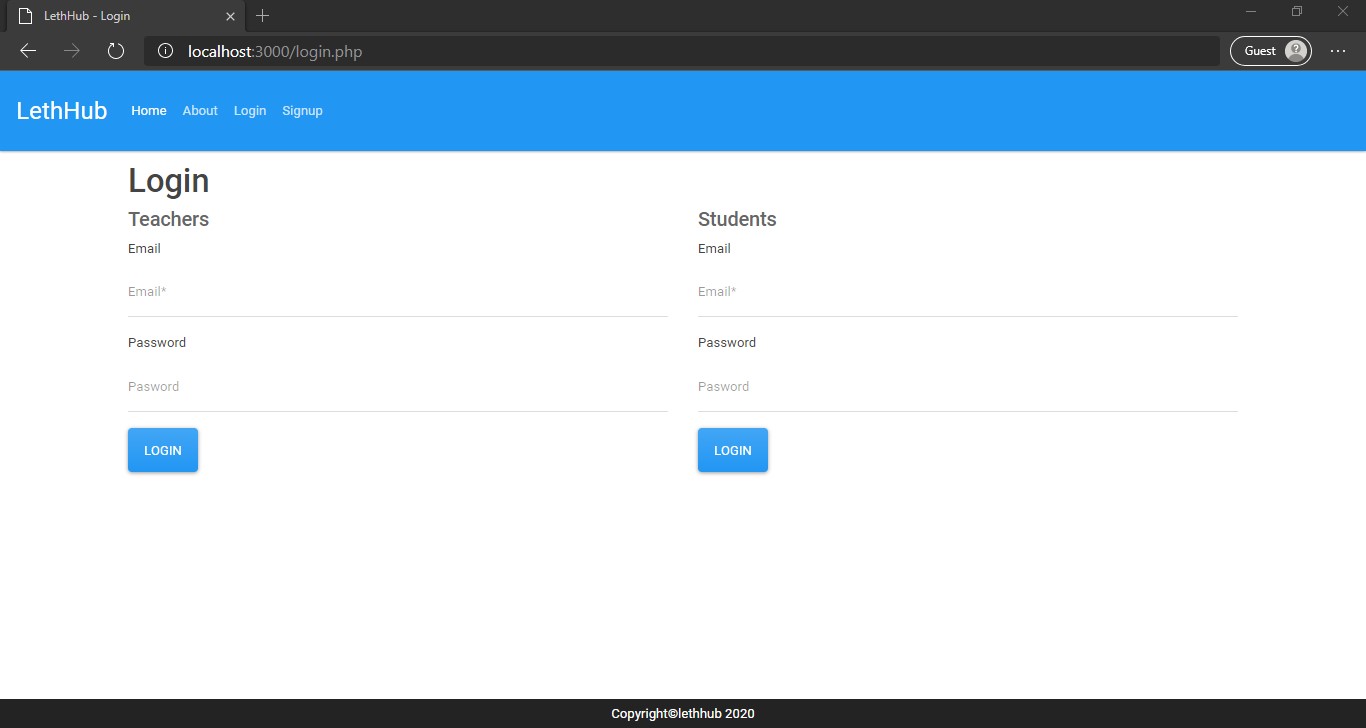 LethHub - Login
localhost:3000/login.php
Guest
LethHub Home About Login Signup
Login
Teachers
Email
Email*
Password
Pasword
LOGIN
Students
Email
Email*
Password
Pasword
LOGIN
Copyright©lethhub 2020